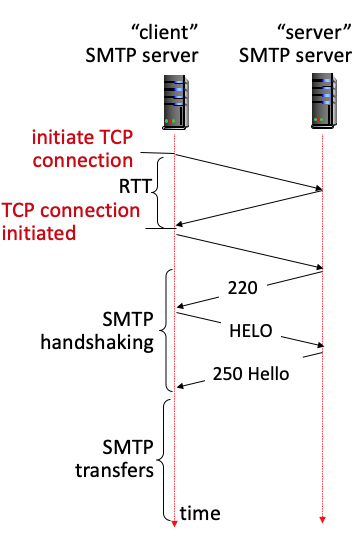 “client”
SMTP server
“server”
SMTP server
initiate TCP
connection
RTT
TCP connection
initiated
220
SMTP
handshaking
HELO
250 Hello
SMTP
transfers
time